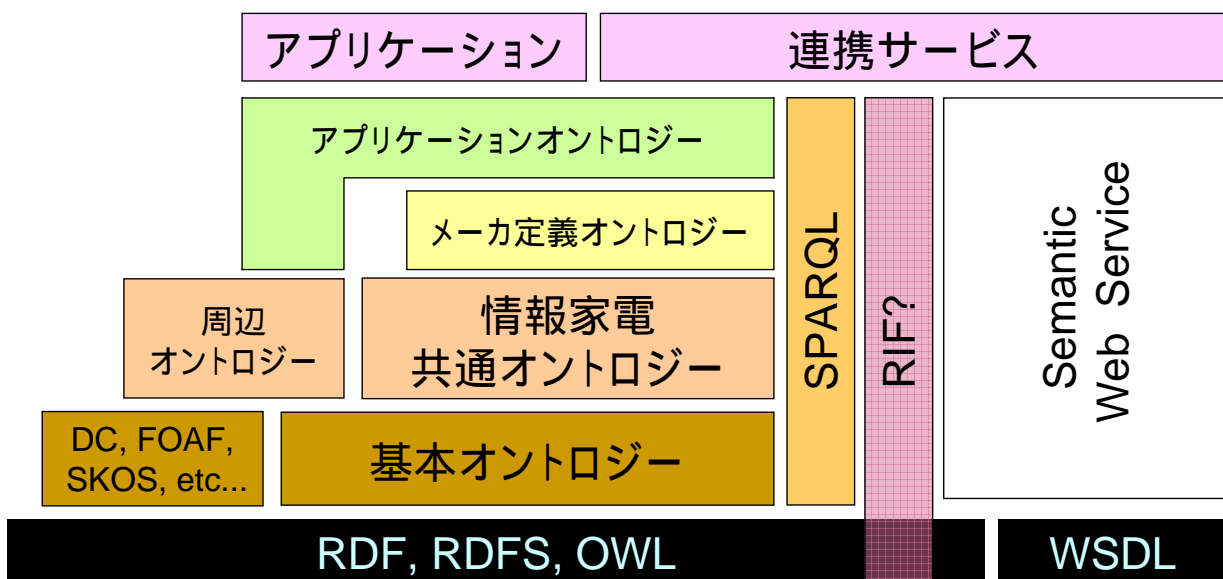 アプリケーション
連携サービス
アプリケーションオントロジー
メーカ定義オントロジー
周辺
オントロジー
情報家電
共通オントロジー
DC, FOAF,
SKOS, etc...
基本オントロジー
SPARQL
RIF?
Semantic
Web Service
RDF, RDFS, OWL
WSDL